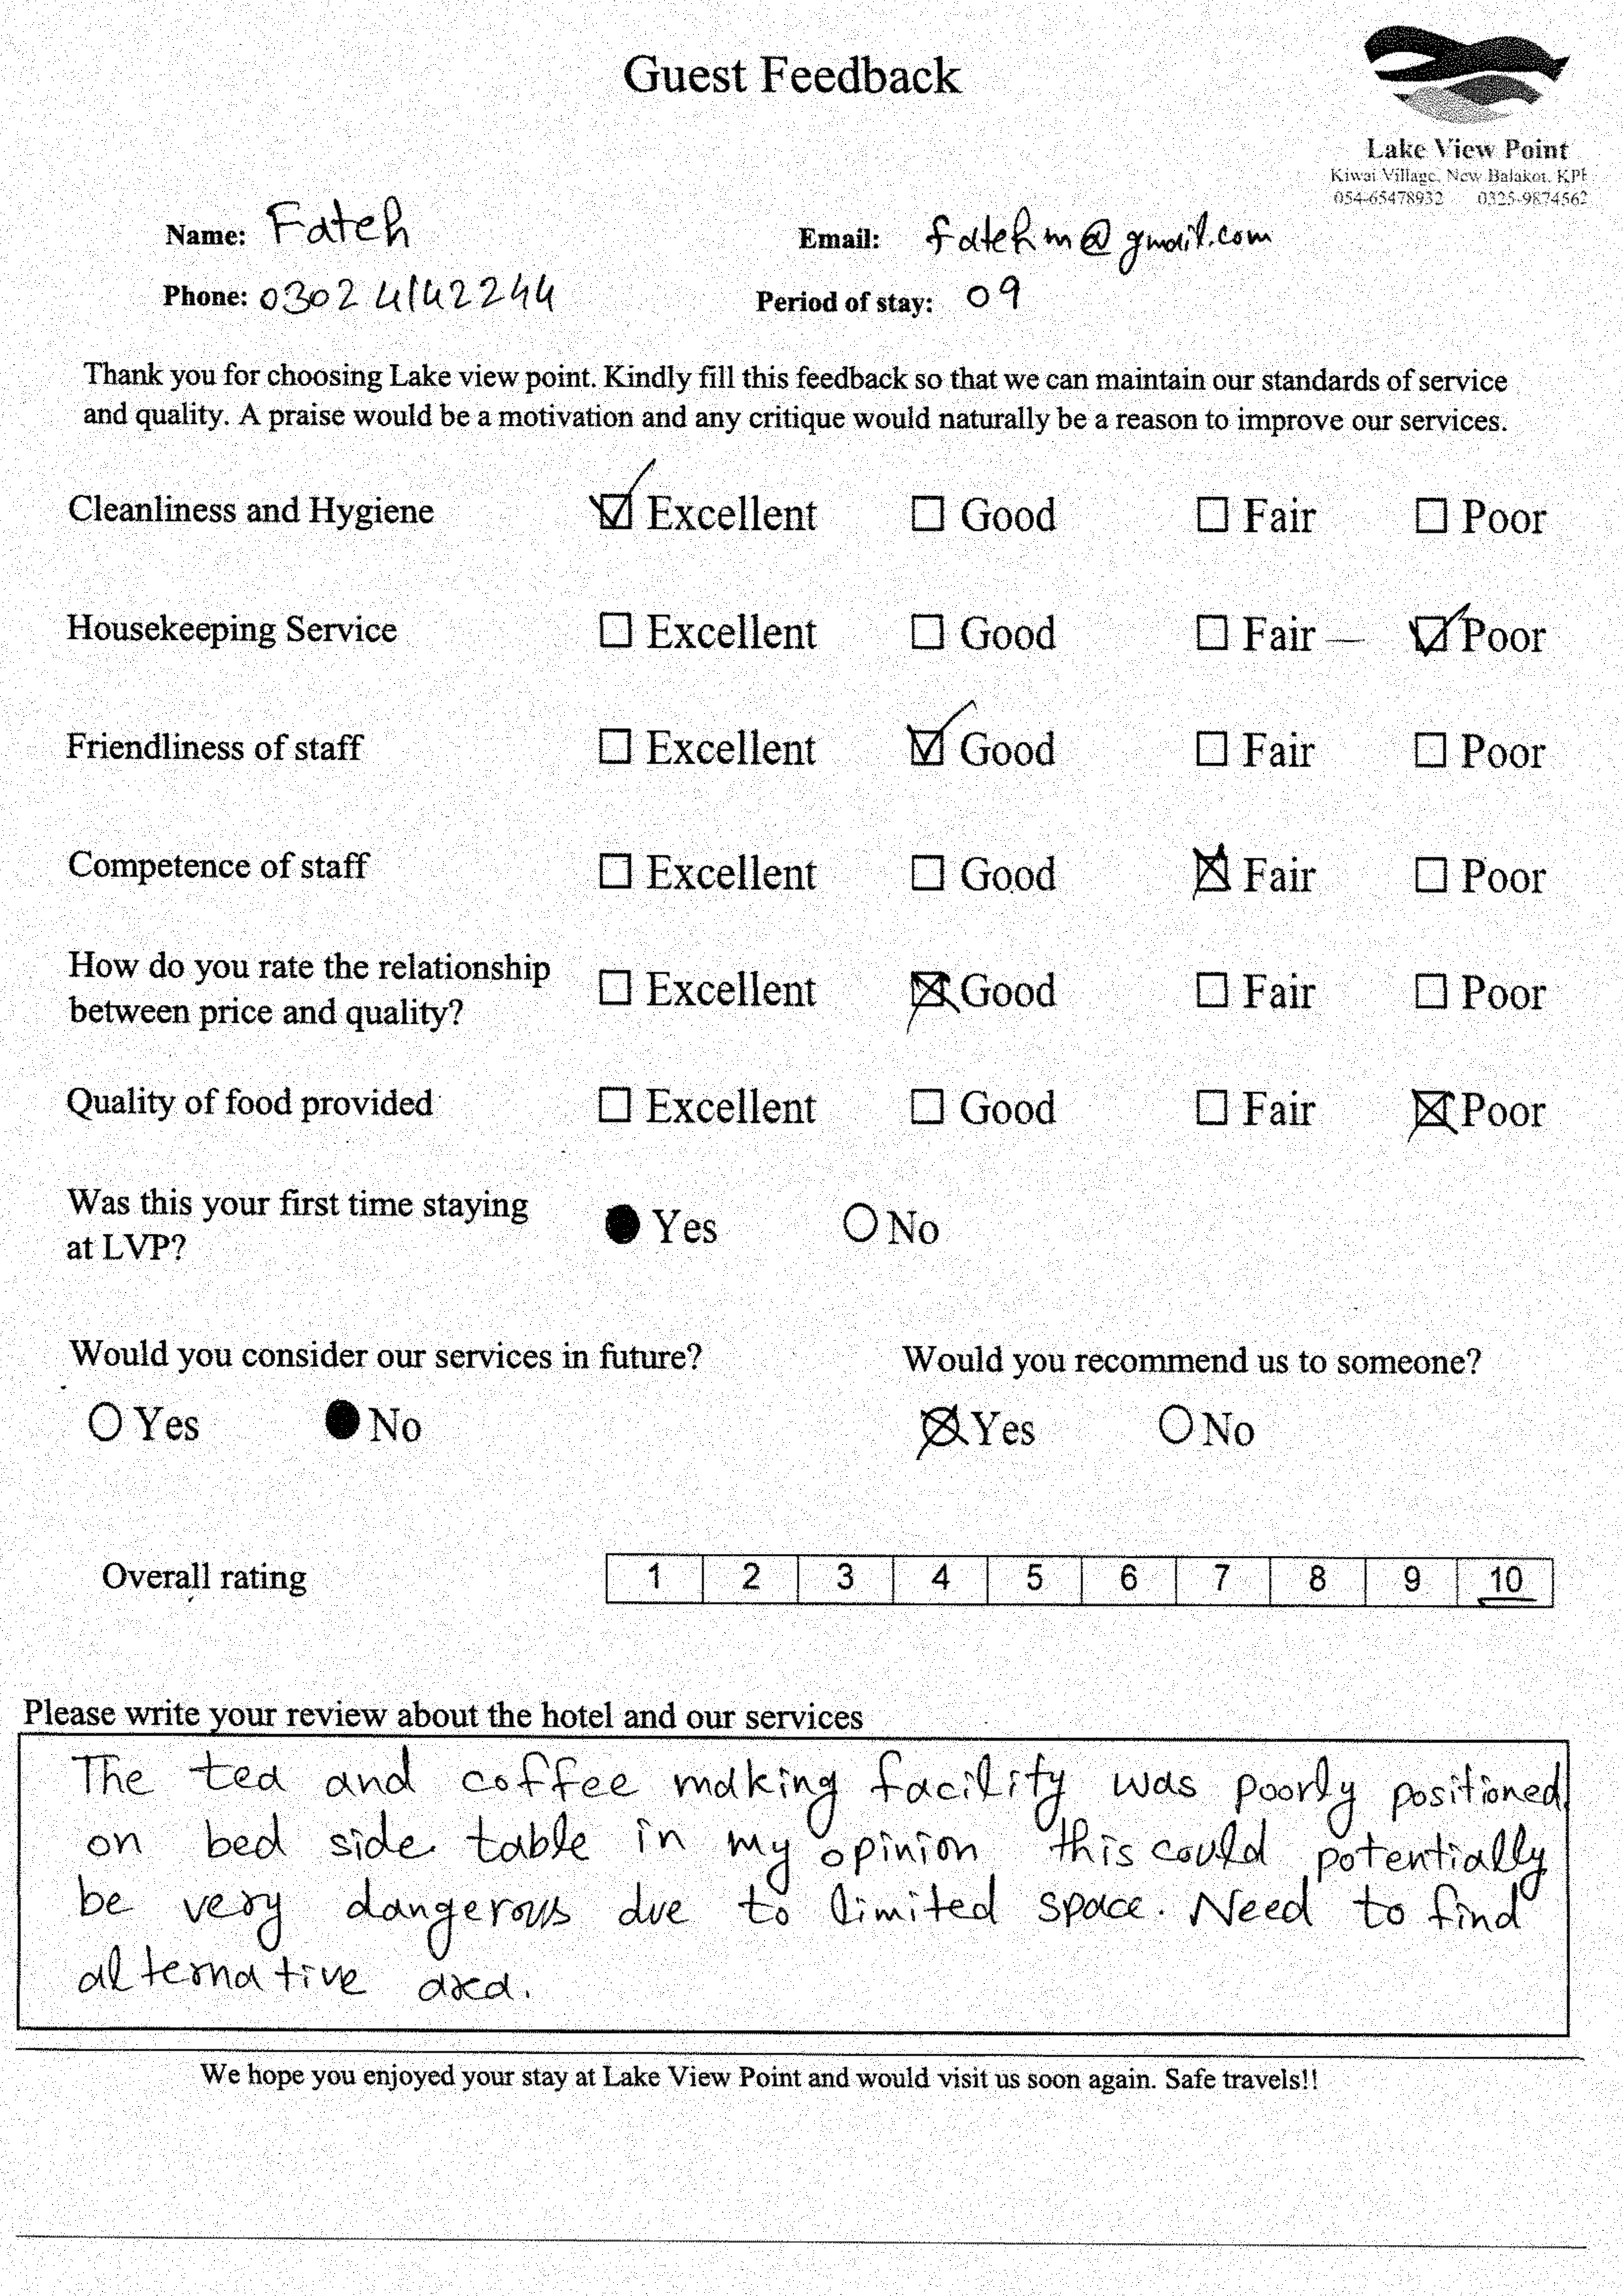 Guest Feedback
Lake View Point
Kiwai Village, New Balakot, KPK
054-65478932 0325-9874562
Name: Fateh
Email: fatehm@gmail.com
Phone: 0302 4142244
Period of stay: 09
Thank you for choosing Lake view point. Kindly fill this feedback so that we can maintain our standards of service
and quality. A praise would be a motivation and any critique would naturally be a reason to improve our services.
Cleanliness and Hygiene ☑ Excellent ☐ Good ☐ Fair ☐ Poor
Housekeeping Service ☐ Excellent ☐ Good ☐ Fair ☑ Poor
Friendliness of staff ☐ Excellent ☑ Good ☐ Fair ☐ Poor
Competence of staff ☐ Excellent ☐ Good ☒ Fair ☐ Poor
How do you rate the relationship
between price and quality? ☐ Excellent ☒ Good ☐ Fair ☐ Poor
Quality of food provided ☐ Excellent ☐ Good ☐ Fair ☒ Poor
Was this your first time staying
at LVP? ● Yes ○ No
Would you consider our services in future? Would you recommend us to someone?
○ Yes ● No ⊗ Yes ○ No
Overall rating 1 2 3 4 5 6 7 8 9 10
Please write your review about the hotel and our services
The tea and coffee making facility was poorly positioned
on bed side table in my opinion this could potentially
be very dangerous due to limited space. Need to find
alternative area.
We hope you enjoyed your stay at Lake View Point and would visit us soon again. Safe travels!!